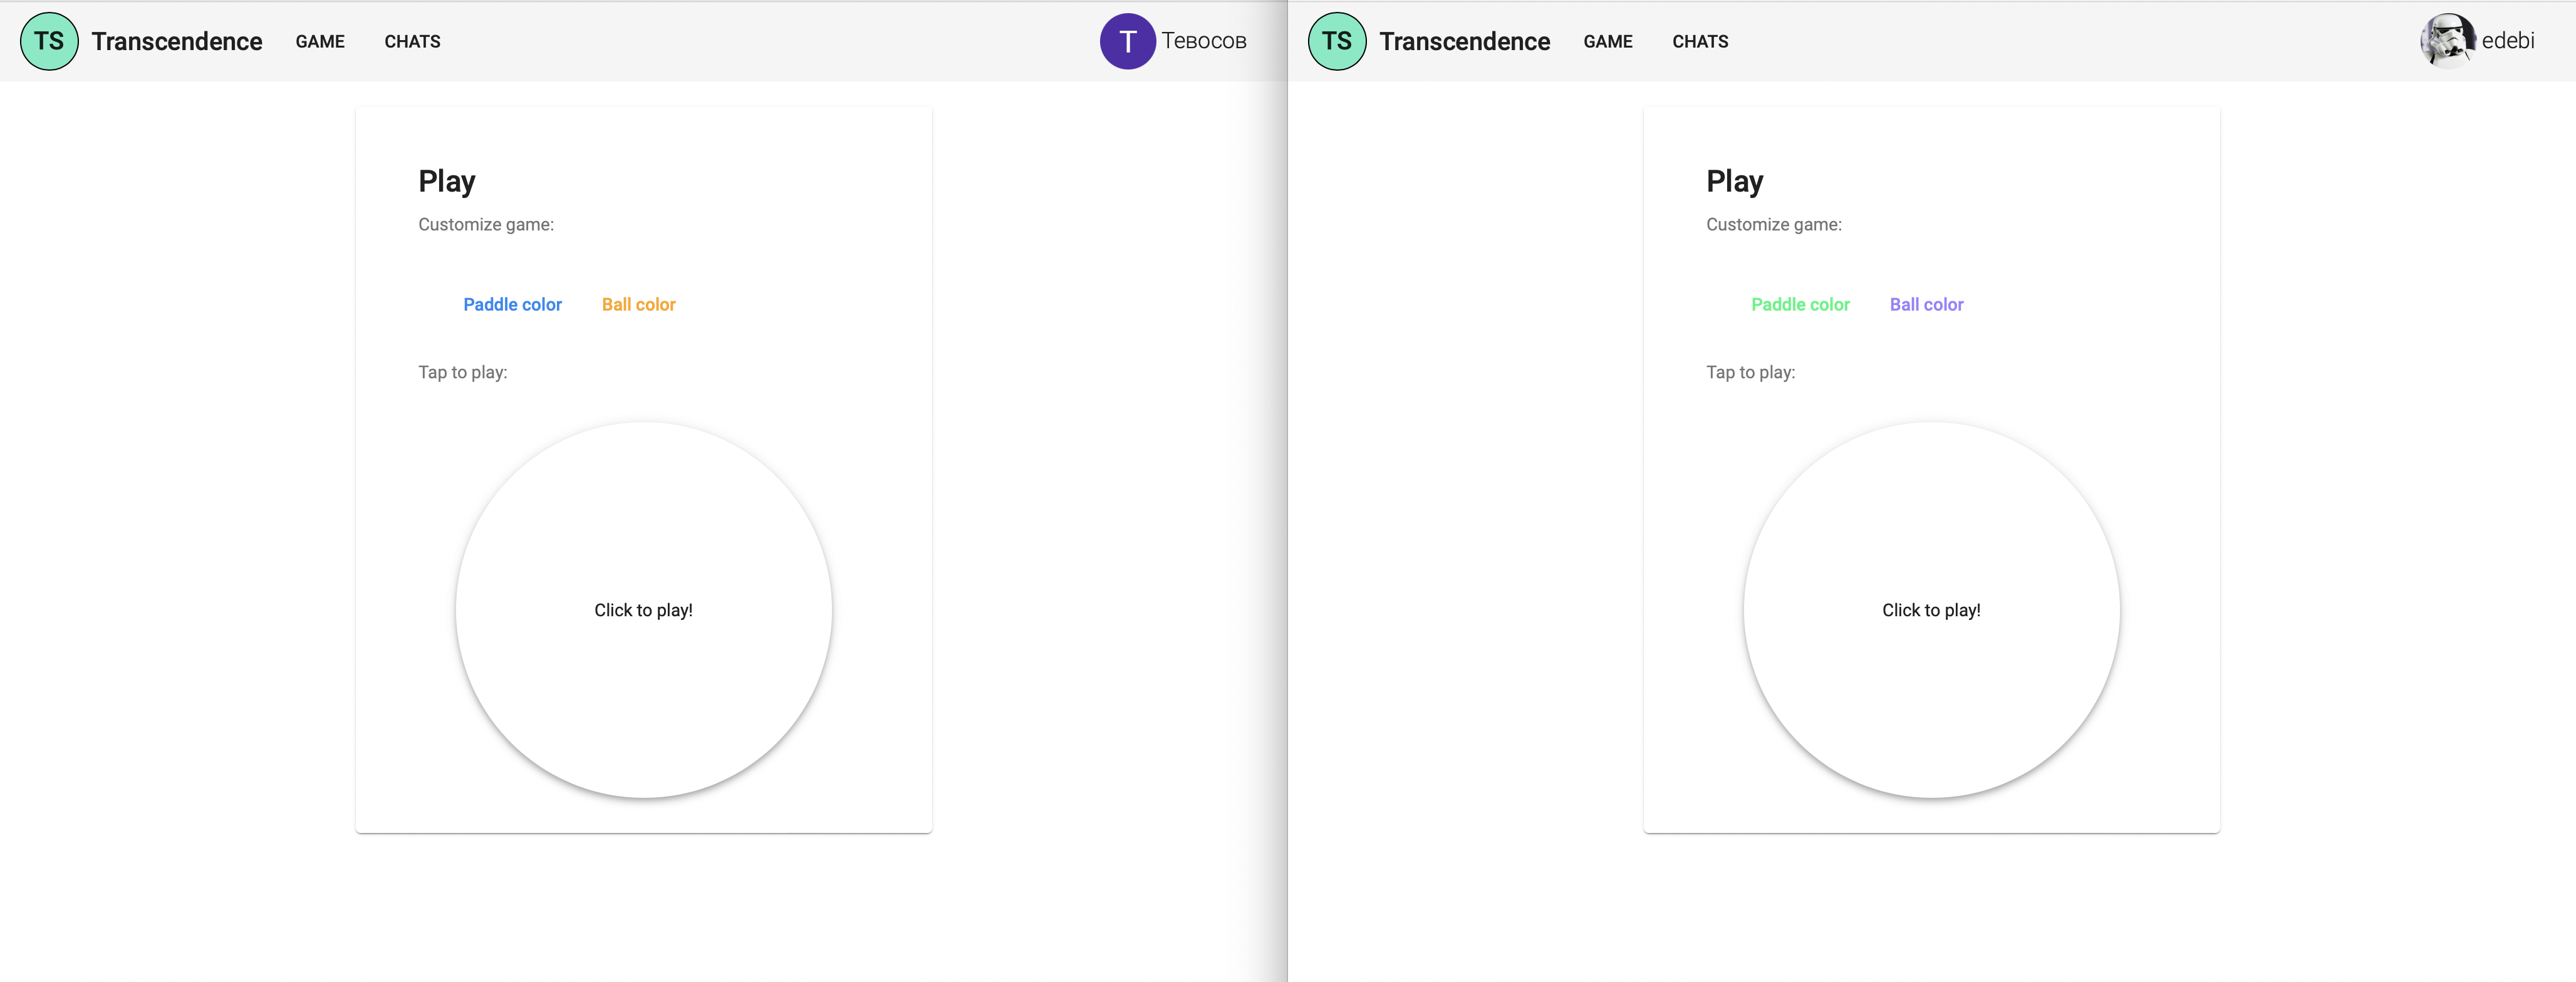 TS Transcendence GAME CHATS T Тевосов
Play
Customize game:
Paddle color Ball color
Tap to play:
Click to play!
TS Transcendence GAME CHATS edebi
Play
Customize game:
Paddle color Ball color
Tap to play:
Click to play!